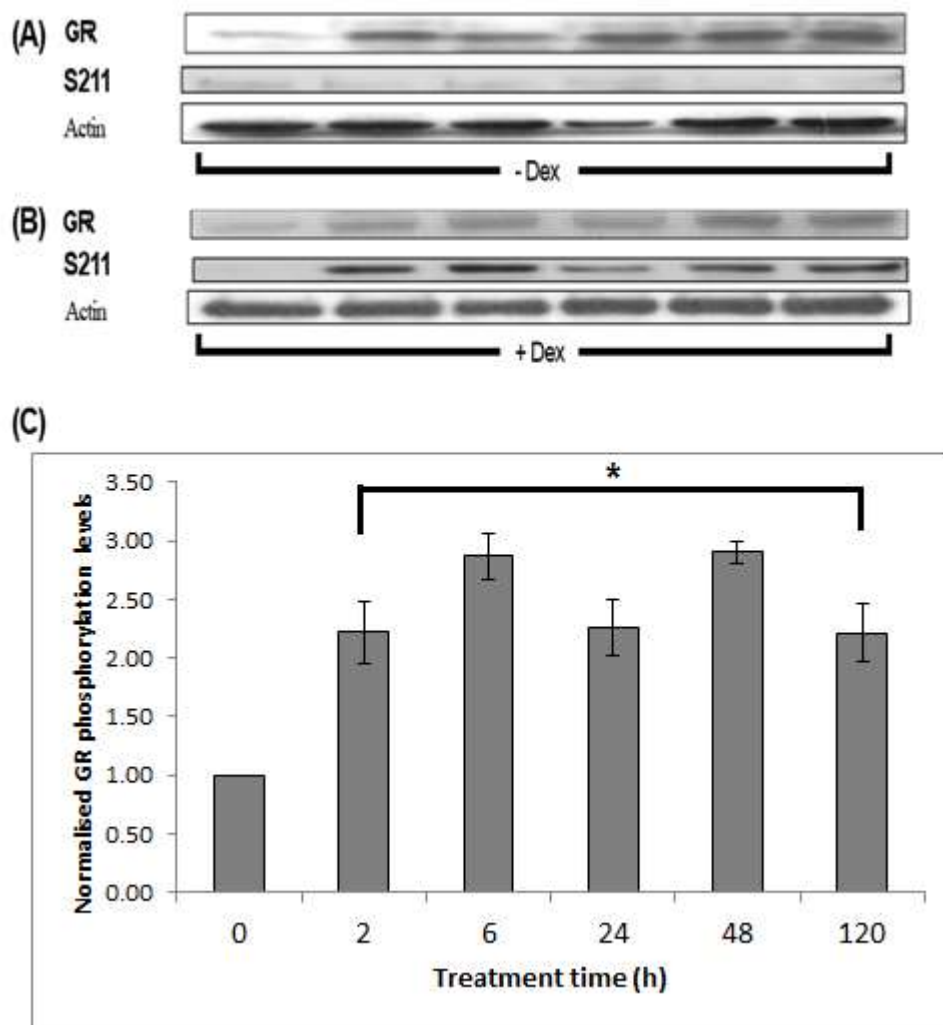 (A) GR
S211
Actin
- Dex
(B) GR
S211
Actin
+ Dex
(C)
*
Normalised GR phosphorylation levels
3.50
3.00
2.50
2.00
1.50
1.00
0.50
0.00
0 2 6 24 48 120
Treatment time (h)